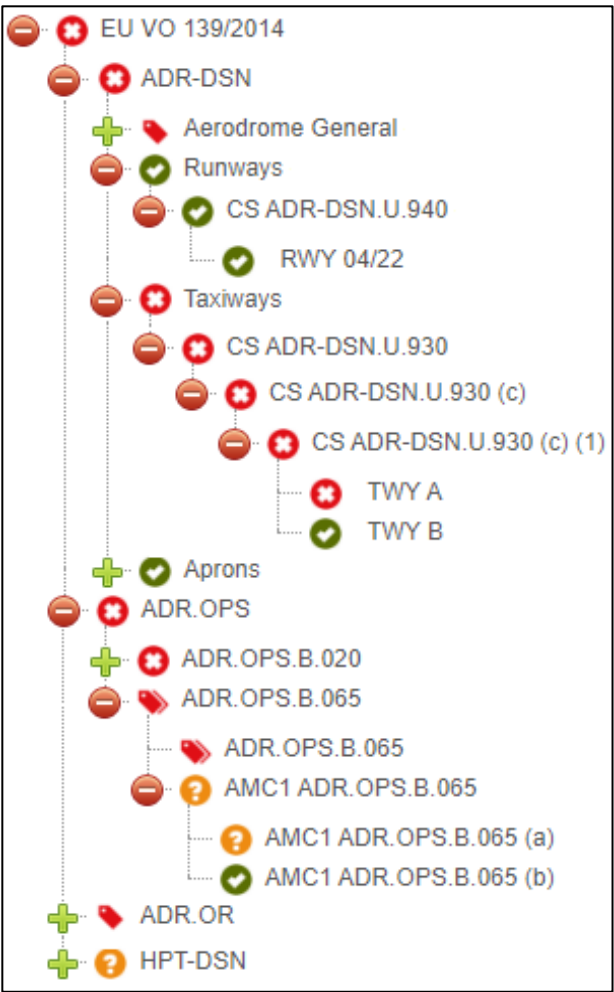 EU VO 139/2014
ADR-DSN
Aerodrome General
Runways
CS ADR-DSN.U.940
RWY 04/22
Taxiways
CS ADR-DSN.U.930
CS ADR-DSN.U.930 (c)
CS ADR-DSN.U.930 (c) (1)
TWY A
TWY B
Aprons
ADR.OPS
ADR.OPS.B.020
ADR.OPS.B.065
ADR.OPS.B.065
AMC1 ADR.OPS.B.065
AMC1 ADR.OPS.B.065 (a)
AMC1 ADR.OPS.B.065 (b)
ADR.OR
HPT-DSN